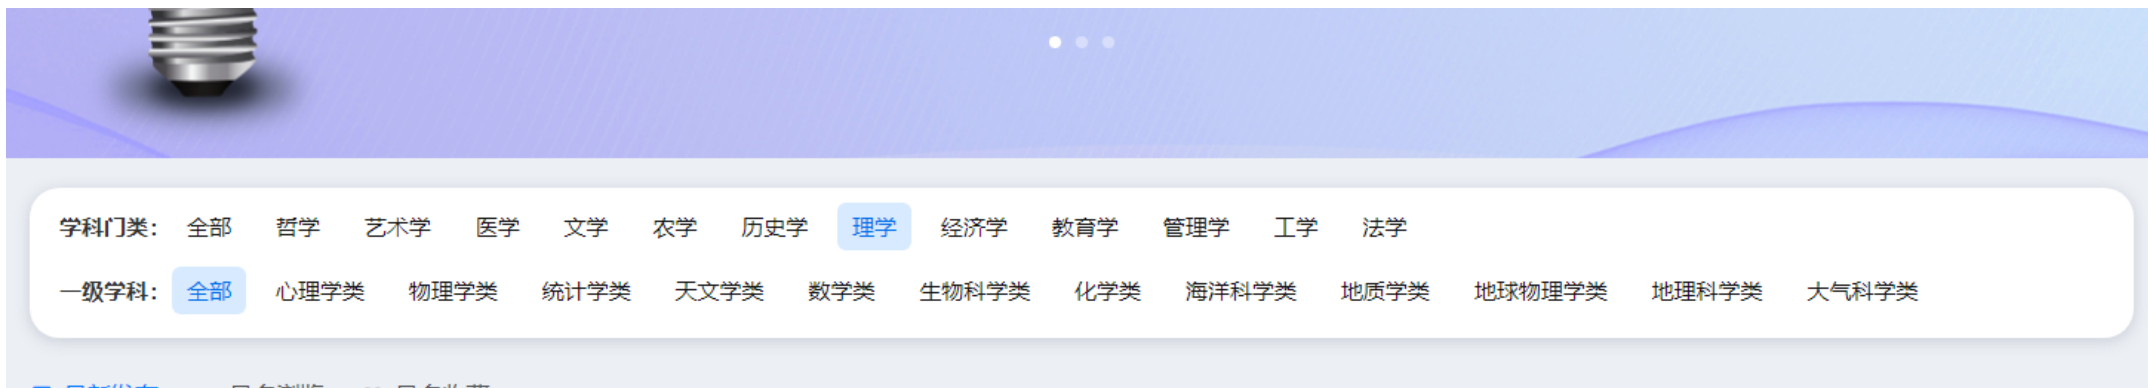 学科门类： 全部 哲学 艺术学 医学 文学 农学 历史学 理学 经济学 教育学 管理学 工学 法学
一级学科： 全部 心理学类 物理学类 统计学类 天文学类 数学类 生物科学类 化学类 海洋科学类 地质学类 地球物理学类 地理科学类 大气科学类